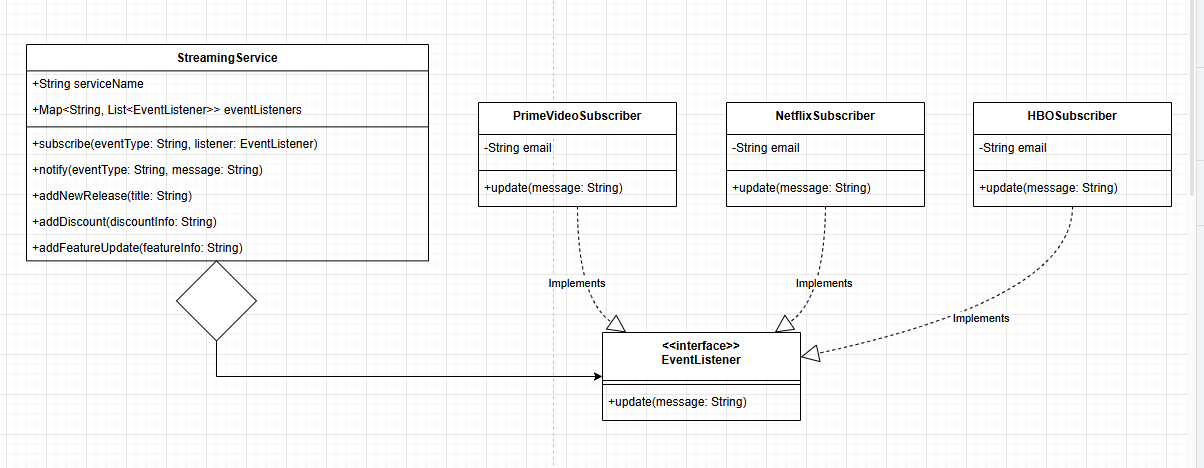 StreamingService
+String serviceName
+Map<String, List<EventListener>> eventListeners
+subscribe(eventType: String, listener: EventListener)
+notify(eventType: String, message: String)
+addNewRelease(title: String)
+addDiscount(discountInfo: String)
+addFeatureUpdate(featureInfo: String)
PrimeVideoSubscriber
-String email
+update(message: String)
NetflixSubscriber
-String email
+update(message: String)
HBOSubscriber
-String email
+update(message: String)
Implements
Implements
Implements
<<interface>>
EventListener
+update(message: String)